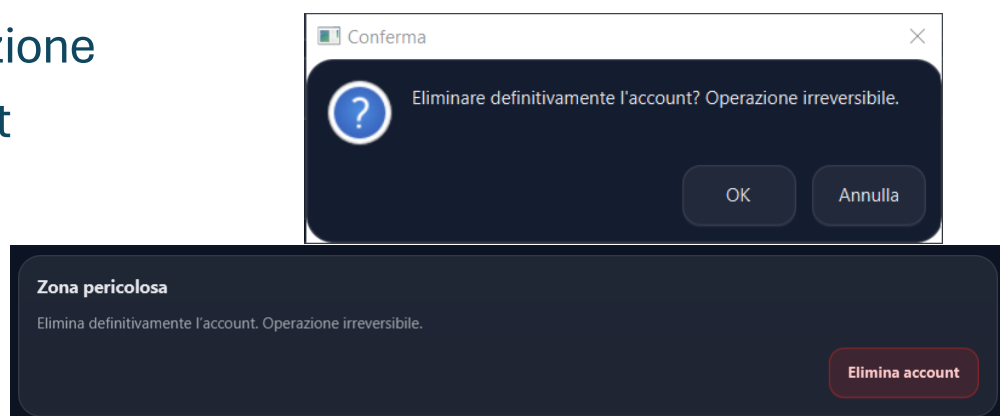 zione
t
Conferma
Eliminare definitivamente l'account? Operazione irreversibile.
OK
Annulla
Zona pericolosa
Elimina definitivamente l'account. Operazione irreversibile.
Elimina account